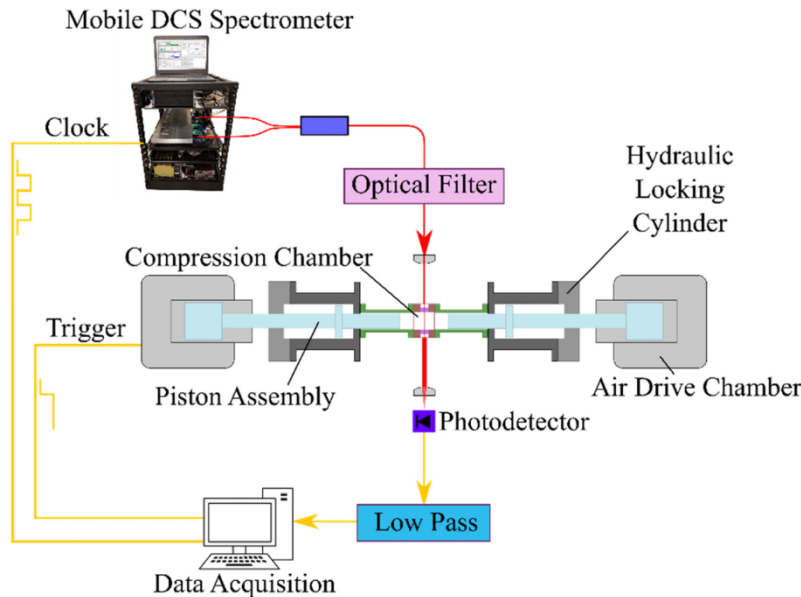 Mobile DCS Spectrometer
Clock
Optical Filter
Hydraulic
Locking
Cylinder
Compression Chamber
Trigger
Piston Assembly
Air Drive Chamber
Photodetector
Low Pass
Data Acquisition